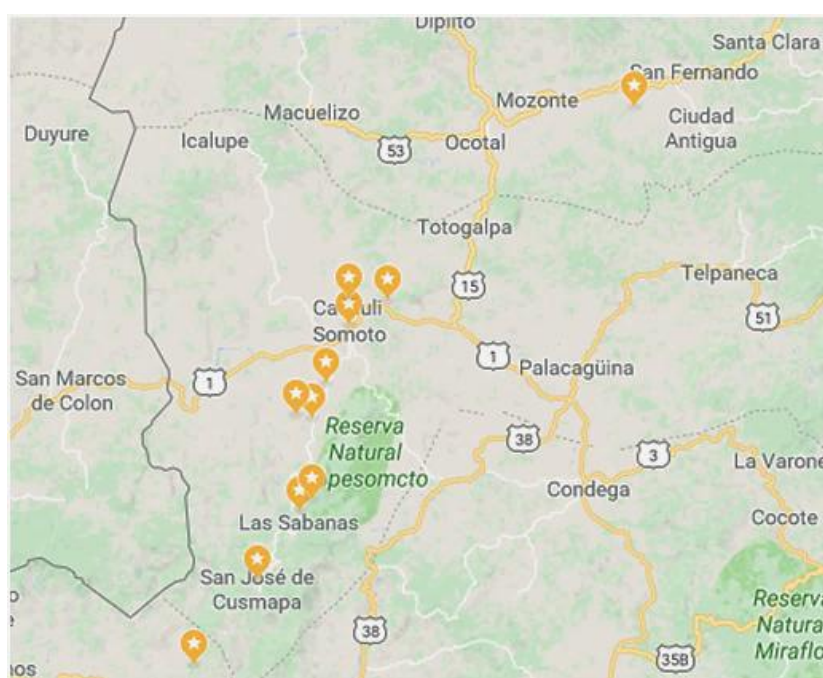 Dipilto
Santa Clara
San Fernando
Mozonte
Macuelizo
Ciudad
Antigua
Duyure
Icalupe
53
Ocotal
Totogalpa
Telpaneca
15
51
Somoto
1
Palacagüina
San Marcos
de Colon
1
Reserva
Natural
38
3
La Varone
Condega
Las Sabanas
Cocote
San José de
Cusmapa
Reserv
Natura
Miraflo
38
35B